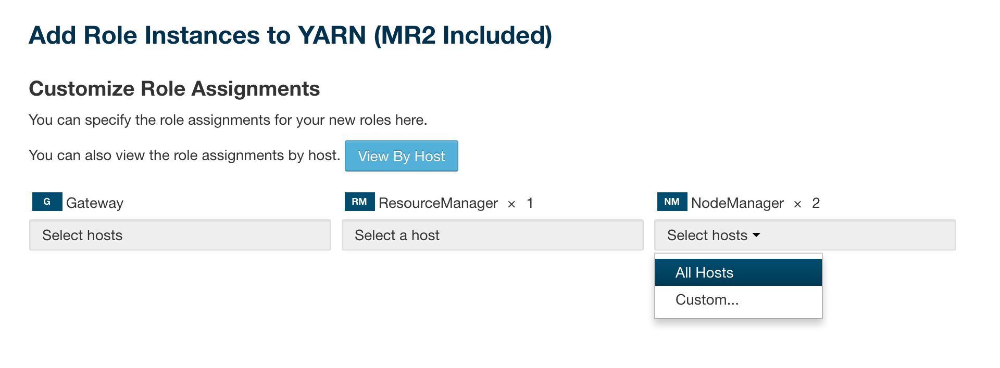 Add Role Instances to YARN (MR2 Included)
Customize Role Assignments
You can specify the role assignments for your new roles here.
You can also view the role assignments by host. View By Host
G Gateway
Select hosts
RM ResourceManager × 1
Select a host
NM NodeManager × 2
Select hosts
All Hosts
Custom...